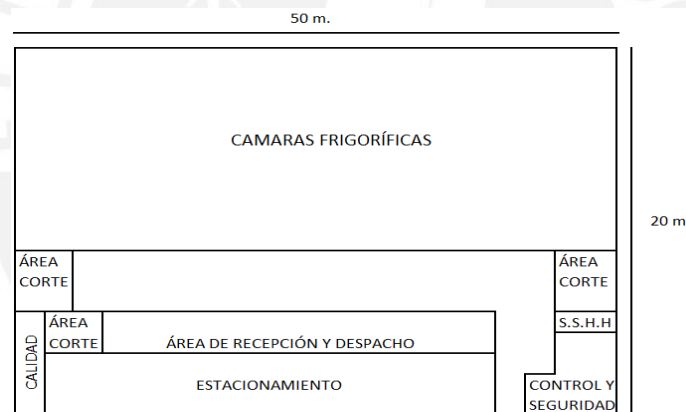 50 m.
CAMARAS FRIGORÍFICAS
20 m
ÁREA
CORTE
ÁREA
CORTE
ÁREA
CORTE
S.S.H.H
CALIDAD
ÁREA DE RECEPCIÓN Y DESPACHO
ESTACIONAMIENTO
CONTROL Y
SEGURIDAD